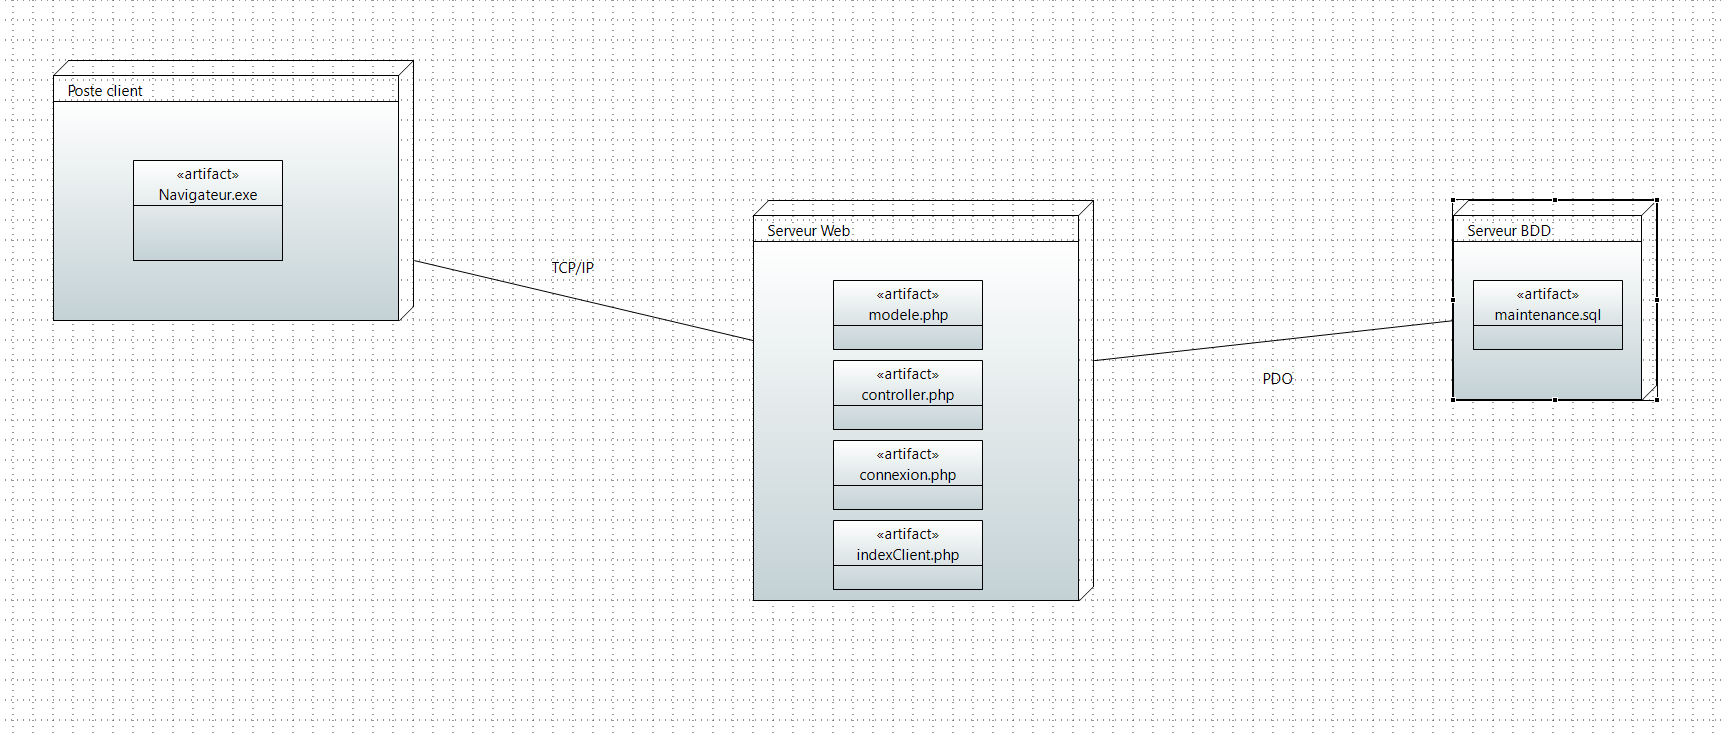 Poste client
«artifact»
Navigateur.exe
TCP/IP
Serveur Web
«artifact»
modele.php
«artifact»
controller.php
«artifact»
connexion.php
«artifact»
indexClient.php
PDO
Serveur BDD
«artifact»
maintenance.sql